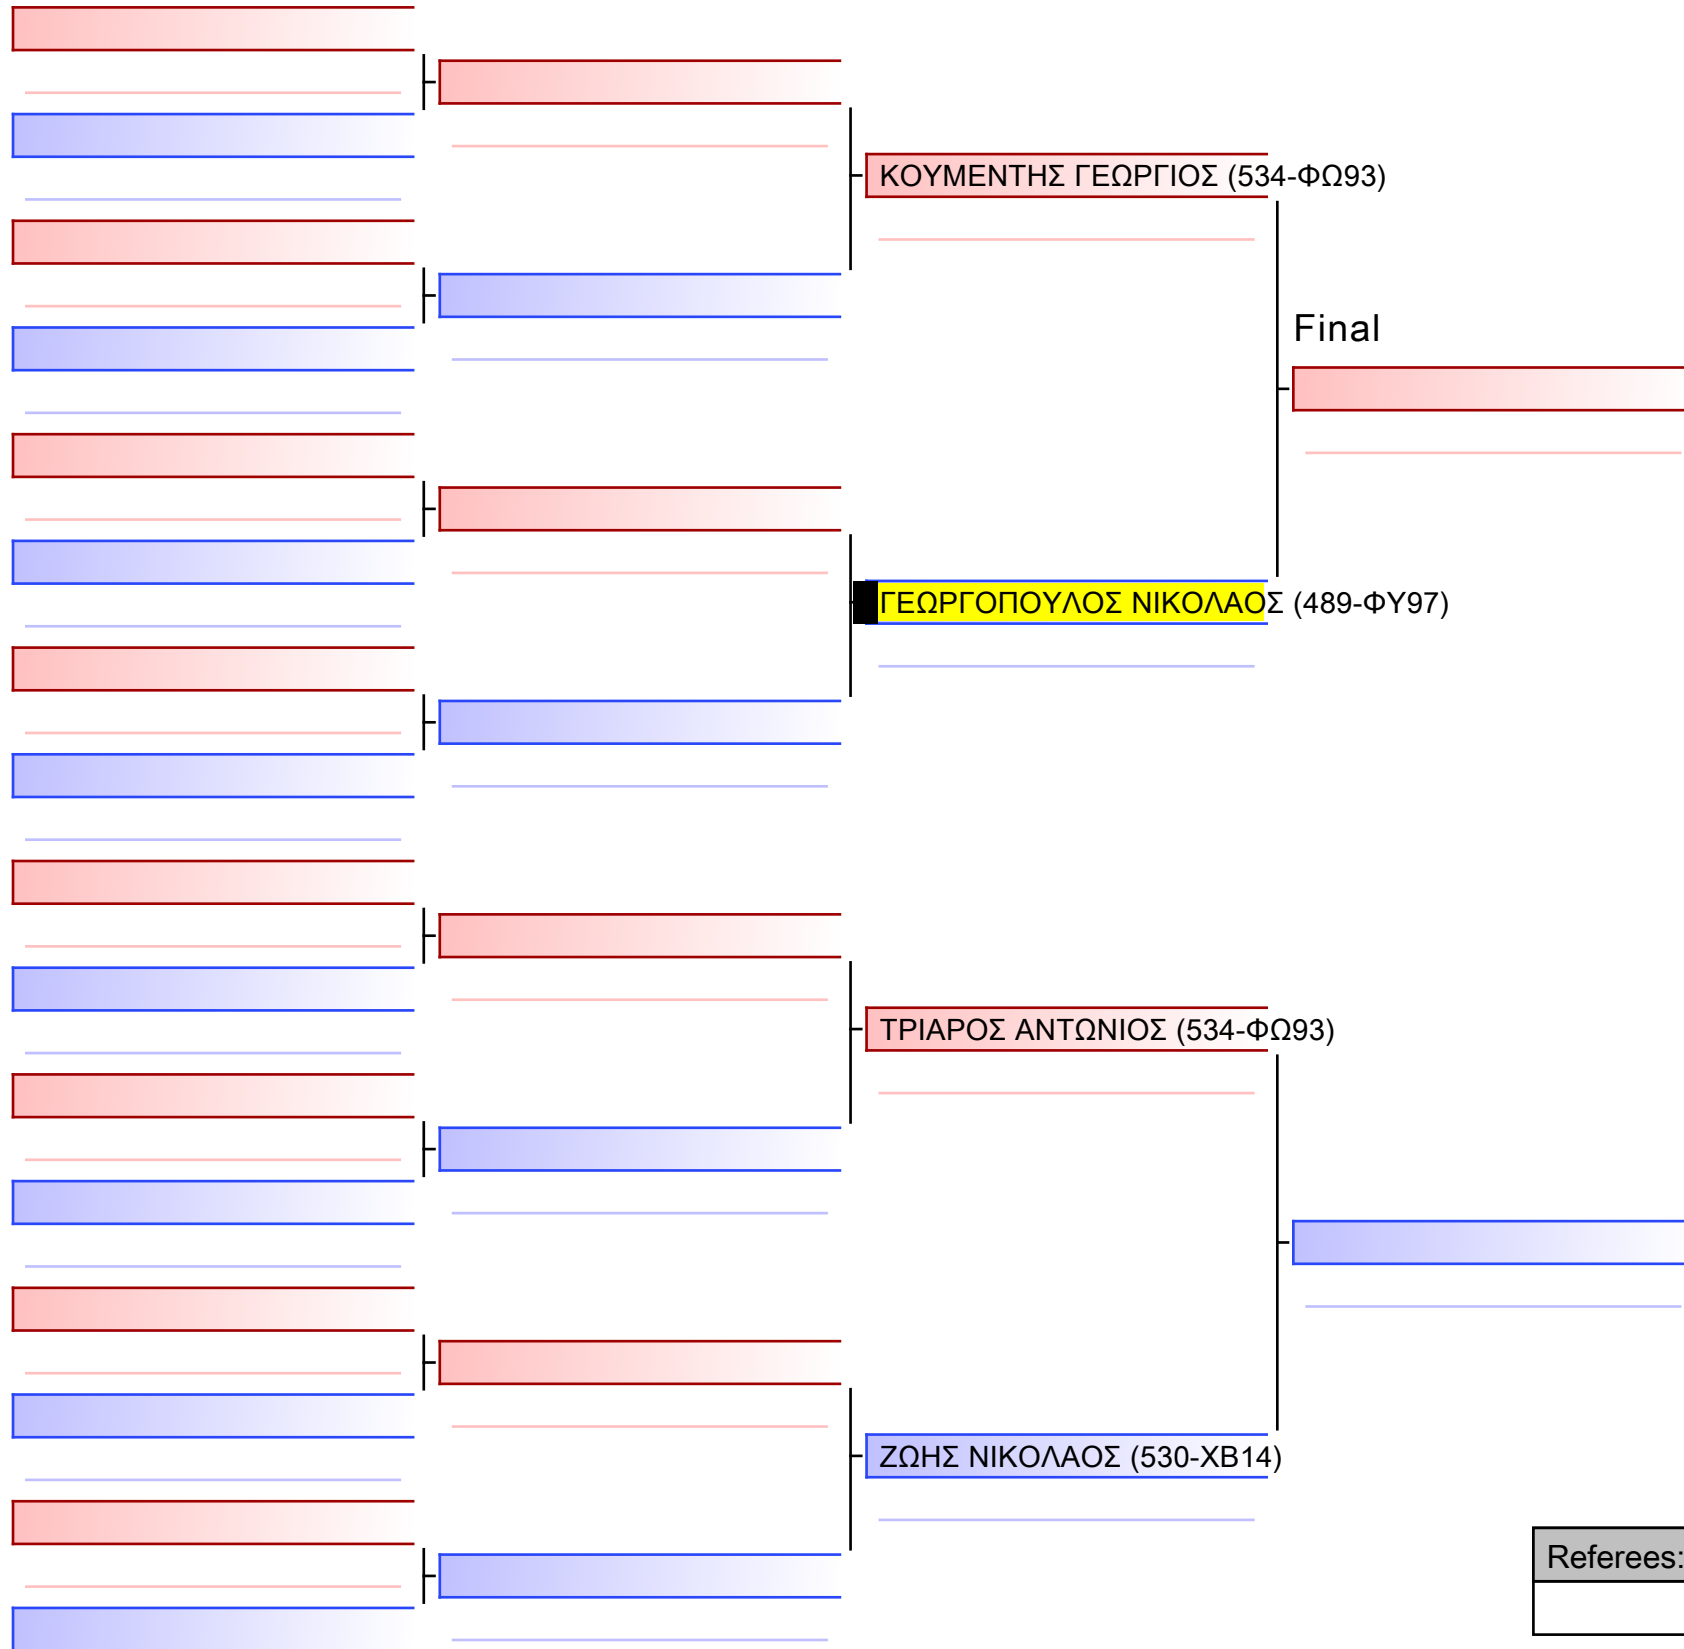 ΚΟΥΜΕΝΤΗΣ ΓΕΩΡΓΙΟΣ (534-ΦΩ93)
Final
ΓΕΩΡΓΟΠΟΥΛΟΣ ΝΙΚΟΛΑΟΣ (489-ΦΥ97)
ΤΡΙΑΡΟΣ ΑΝΤΩΝΙΟΣ (534-ΦΩ93)
ΖΩΗΣ ΝΙΚΟΛΑΟΣ (530-ΧΒ14)
Referees: